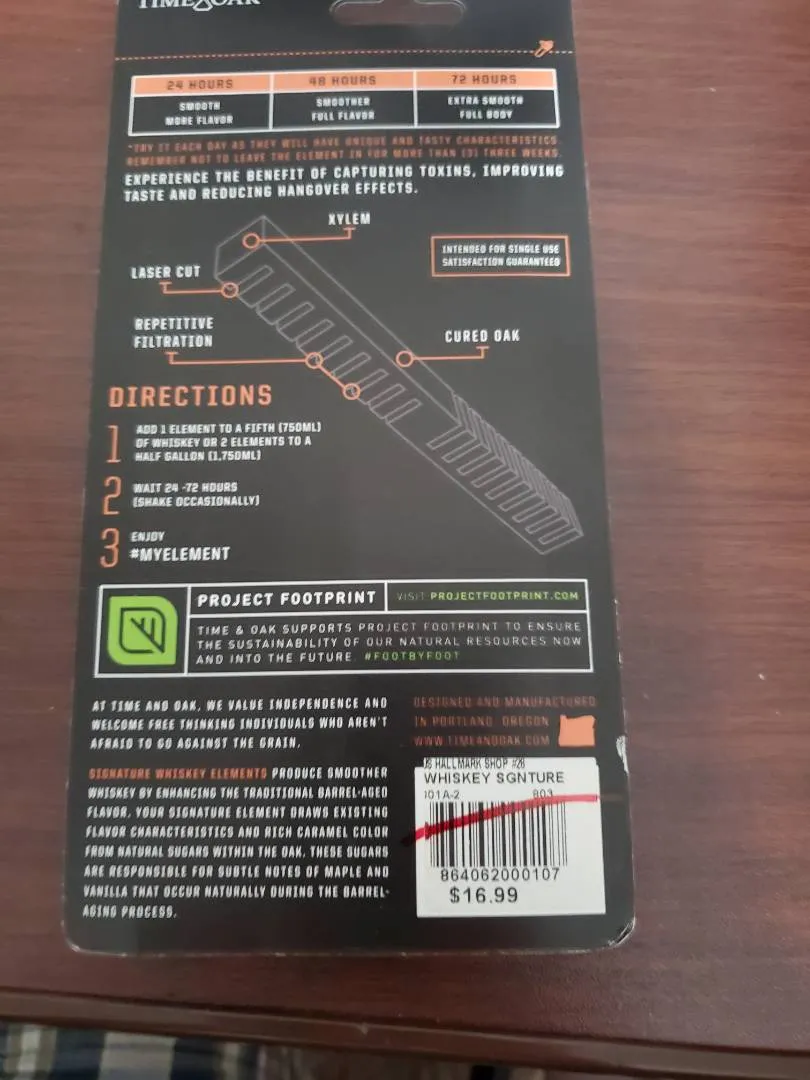 TIME & OAK
24 HOURS 48 HOURS 72 HOURS
SMOOTH SMOOTHER EXTRA SMOOTH
MORE FLAVOR FULL FLAVOR FULL BODY
*TRY IT EACH DAY AS THEY WILL HAVE UNIQUE AND TASTY CHARACTERISTICS.
REMEMBER NOT TO LEAVE THE ELEMENT IN FOR MORE THAN (3) THREE WEEKS.
EXPERIENCE THE BENEFIT OF CAPTURING TOXINS, IMPROVING
TASTE AND REDUCING HANGOVER EFFECTS.
XYLEM
INTENDED FOR SINGLE USE
SATISFACTION GUARANTEED
LASER CUT
REPETITIVE
FILTRATION
CURED OAK
DIRECTIONS
1 ADD 1 ELEMENT TO A FIFTH (750ML)
OF WHISKEY OR 2 ELEMENTS TO A
HALF GALLON (1,750ML)
2 WAIT 24 -72 HOURS
(SHAKE OCCASIONALLY)
3 ENJOY
#MYELEMENT
PROJECT FOOTPRINT VISIT PROJECTFOOTPRINT.COM
TIME & OAK SUPPORTS PROJECT FOOTPRINT TO ENSURE
THE SUSTAINABILITY OF OUR NATURAL RESOURCES NOW
AND INTO THE FUTURE. #FOOTBYFOOT
AT TIME AND OAK, WE VALUE INDEPENDENCE AND
WELCOME FREE THINKING INDIVIDUALS WHO AREN'T
AFRAID TO GO AGAINST THE GRAIN.
DESIGNED AND MANUFACTURED
IN PORTLAND, OREGON
WWW.TIMEANDOAK.COM
SIGNATURE WHISKEY ELEMENTS PRODUCE SMOOTHER
WHISKEY BY ENHANCING THE TRADITIONAL BARREL-AGED
FLAVOR. YOUR SIGNATURE ELEMENT DRAWS EXISTING
FLAVOR CHARACTERISTICS AND RICH CARAMEL COLOR
FROM NATURAL SUGARS WITHIN THE OAK. THESE SUGARS
ARE RESPONSIBLE FOR SUBTLE NOTES OF MAPLE AND
VANILLA THAT OCCUR NATURALLY DURING THE BARREL-
AGING PROCESS.
HALLMARK SHOP #28
WHISKEY SGNTURE
01A-2 803
864062000107
$16.99